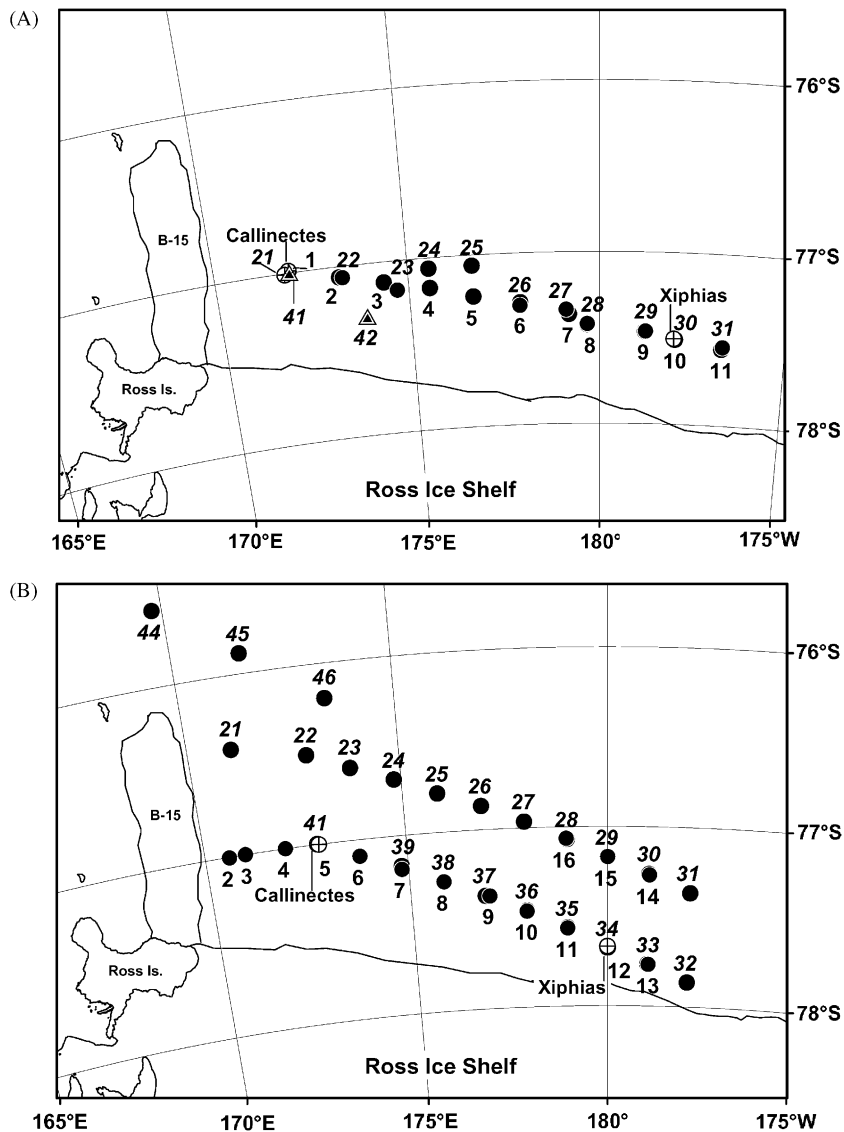 (A)
76°S
B-15
Callinectes
21
1
22
23
24
25
77°S
2
3
4
5
26
27
28
29
Xiphias
30
31
41
42
6
7
8
9
10
11
Ross Is.
78°S
Ross Ice Shelf
165°E
170°E
175°E
180°
175°W
(B)
44
45
76°S
46
21
22
23
24
25
26
27
28
77°S
B-15
41
29
16
15
30
14
31
2
3
4
5
6
39
7
38
8
37
9
36
10
35
11
34
12
33
13
32
Callinectes
Xiphias
Ross Is.
78°S
Ross Ice Shelf
165°E
170°E
175°E
180°
175°W